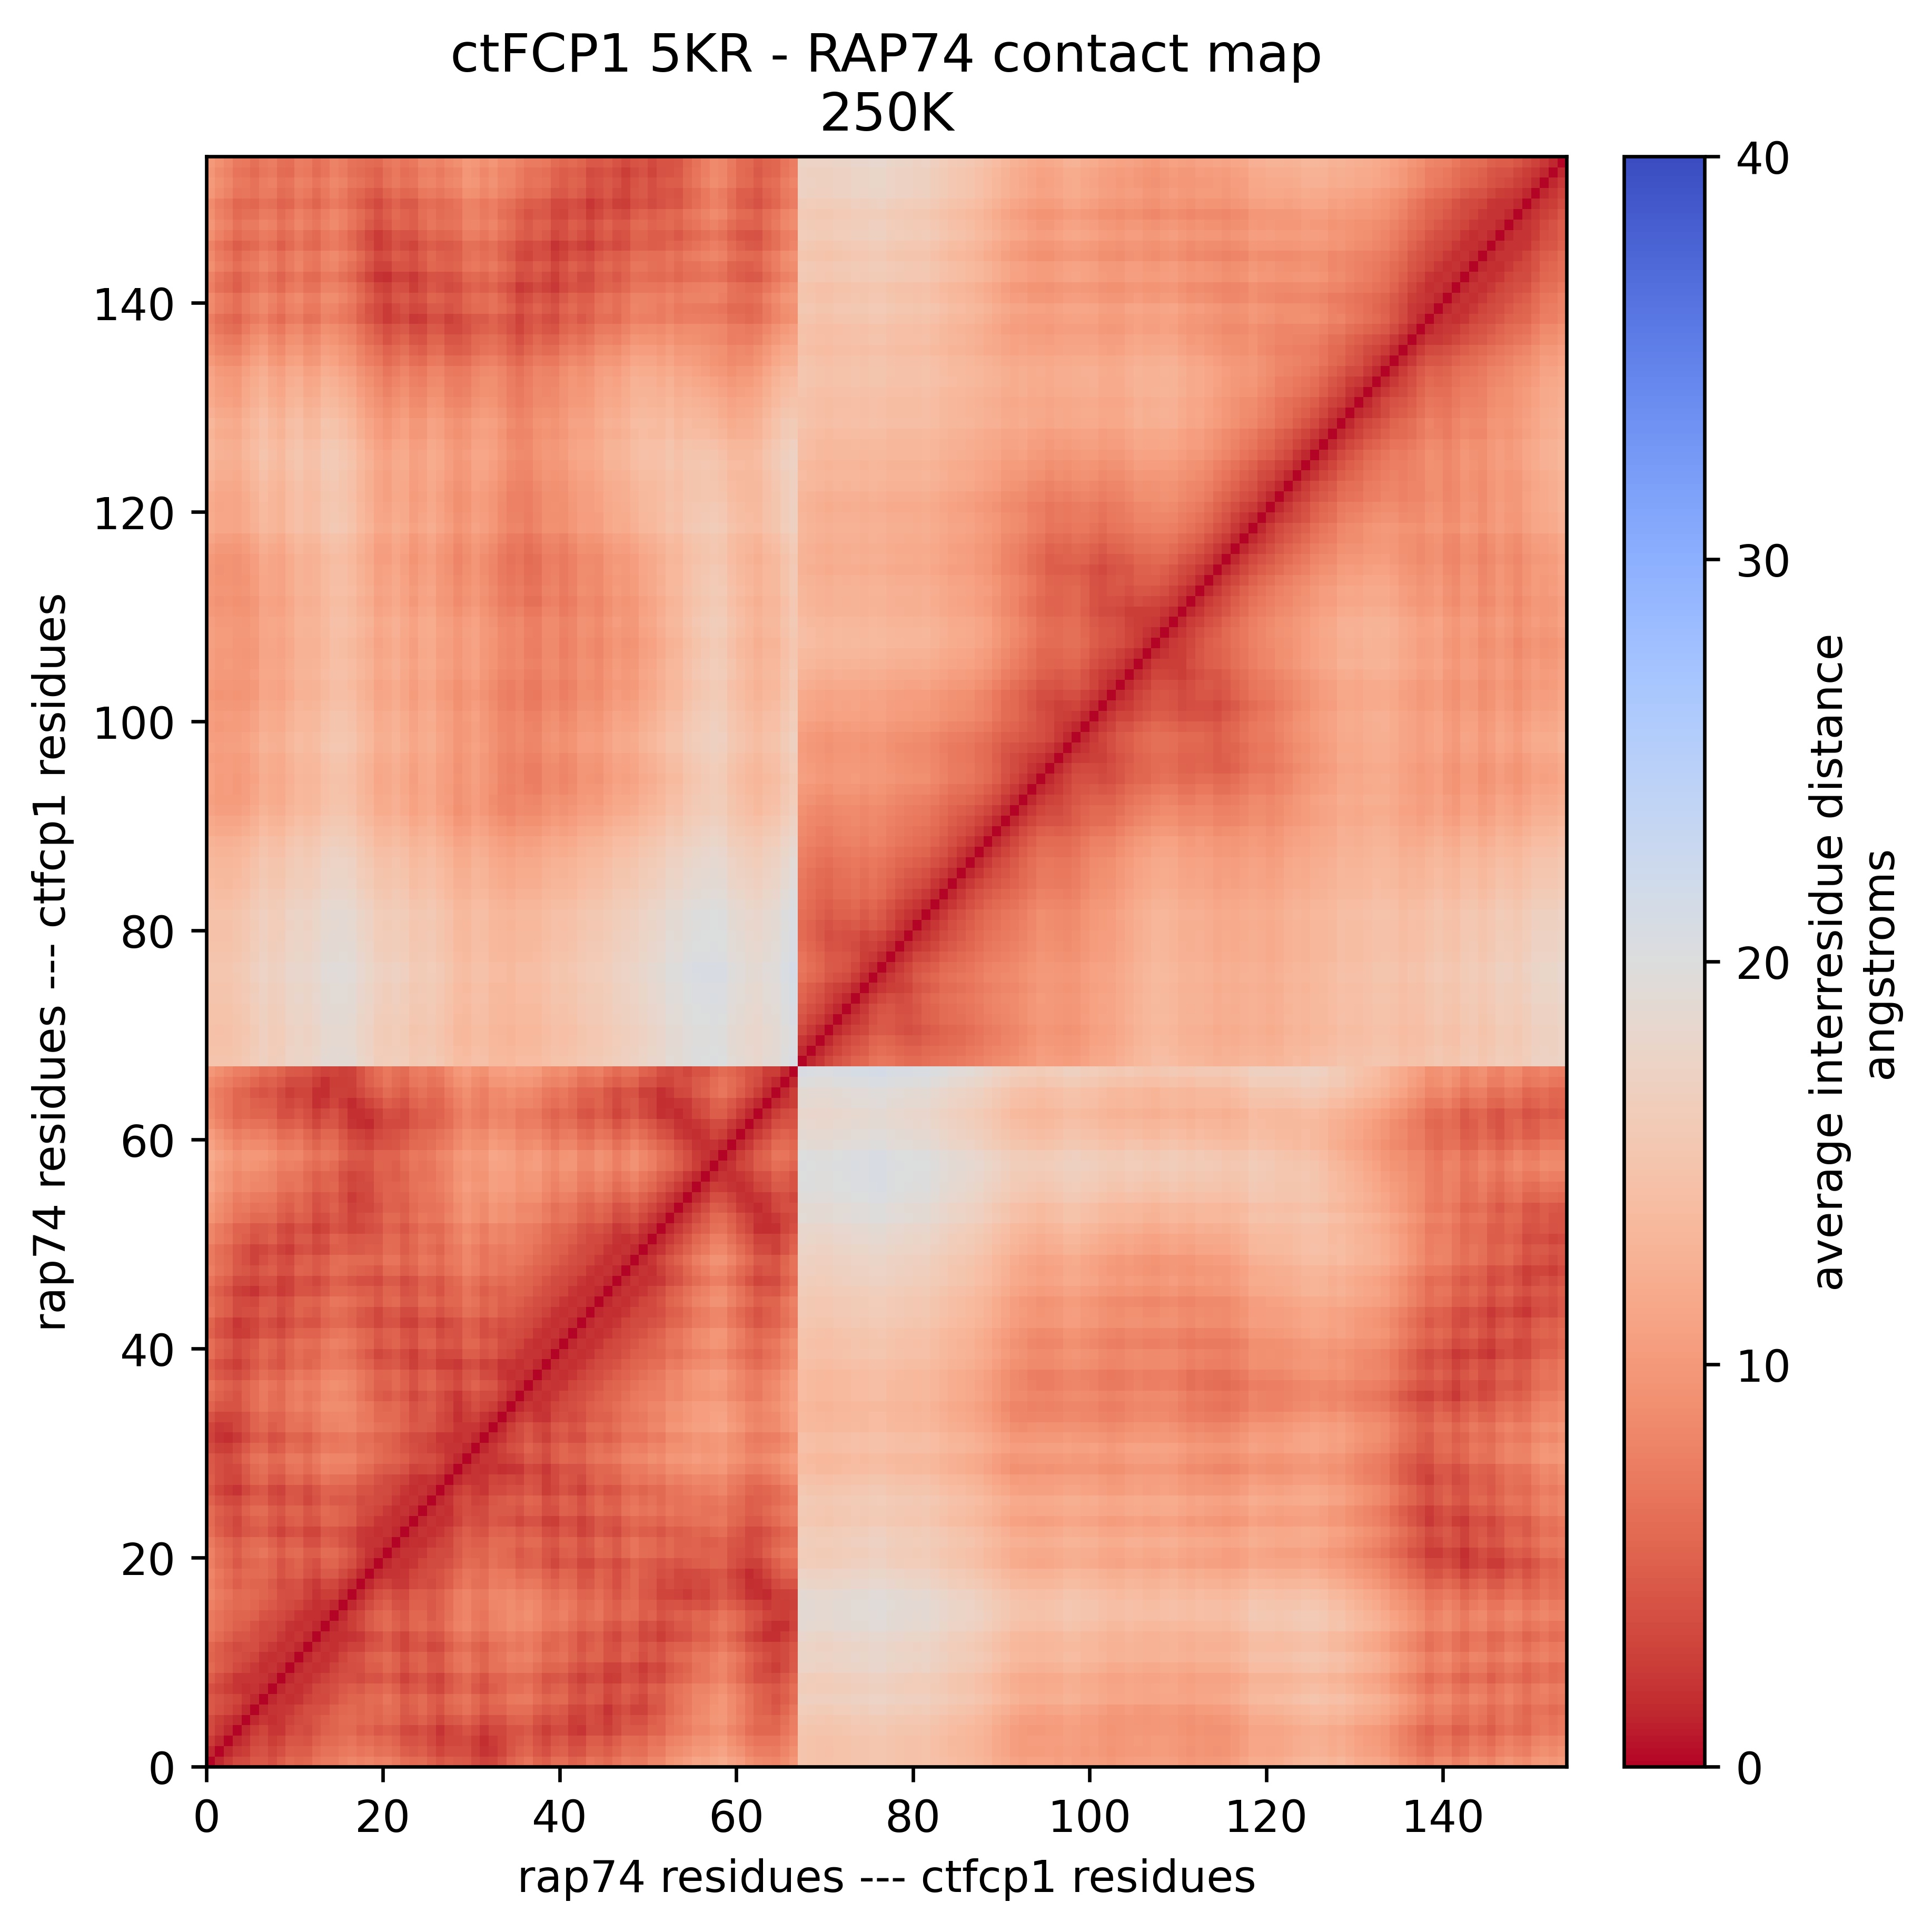 ctFCP1 5KR - RAP74 contact map
250K
rap74 residues --- ctfcp1 residues
140
120
100
80
60
40
20
0
0 20 40 60 80 100 120 140
rap74 residues --- ctfcp1 residues
40
30
20
10
0
average interresidue distance
angstroms